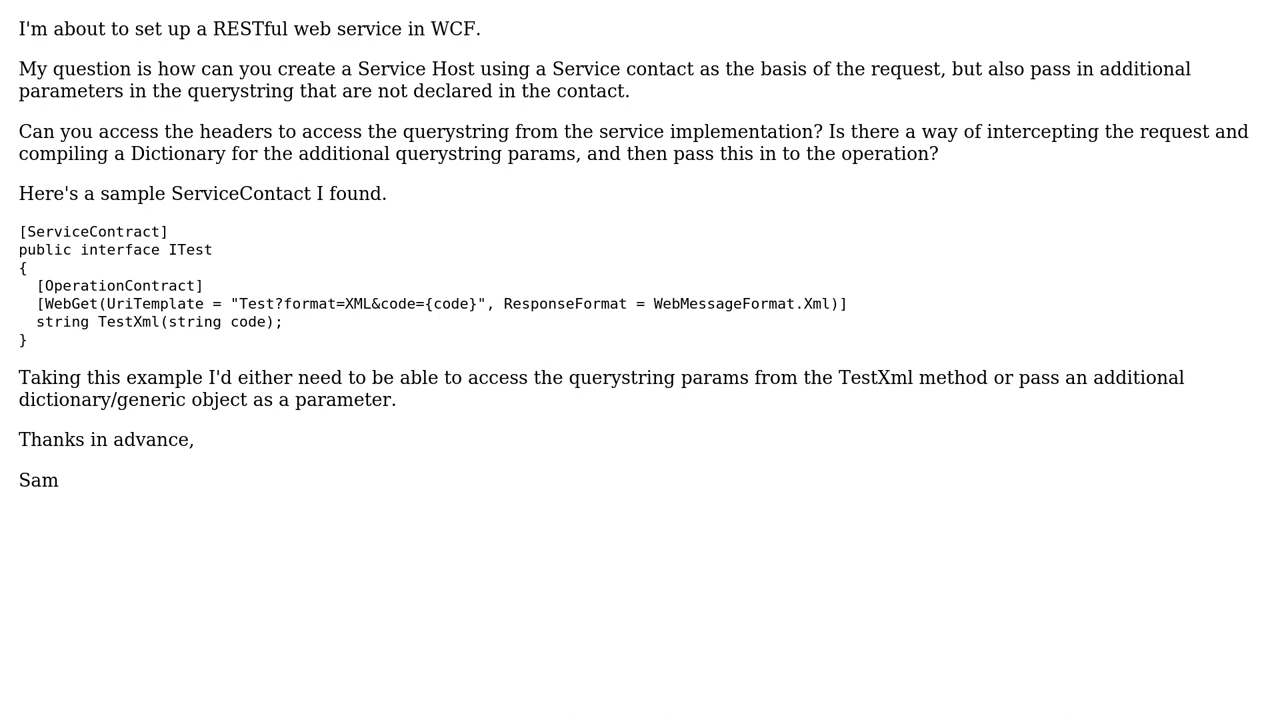 I'm about to set up a RESTful web service in WCF.
My question is how can you create a Service Host using a Service contact as the basis of the request, but also pass in additional
parameters in the querystring that are not declared in the contact.
Can you access the headers to access the querystring from the service implementation? Is there a way of intercepting the request and
compiling a Dictionary for the additional querystring params, and then pass this in to the operation?
Here's a sample ServiceContact I found.
[ServiceContract]
public interface ITest
{
  [OperationContract]
  [WebGet(UriTemplate = "Test?format=XML&code={code}", ResponseFormat = WebMessageFormat.Xml)]
  string TestXml(string code);
}
Taking this example I'd either need to be able to access the querystring params from the TestXml method or pass an additional
dictionary/generic object as a parameter.
Thanks in advance,
Sam